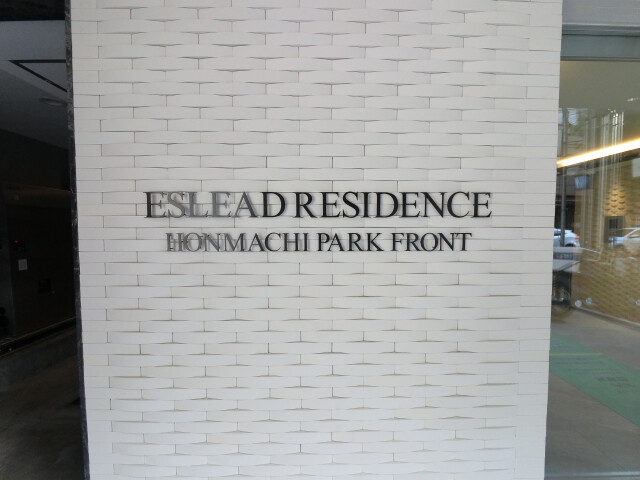 ESLEAD RESIDENCE
HONMACHI PARK FRONT